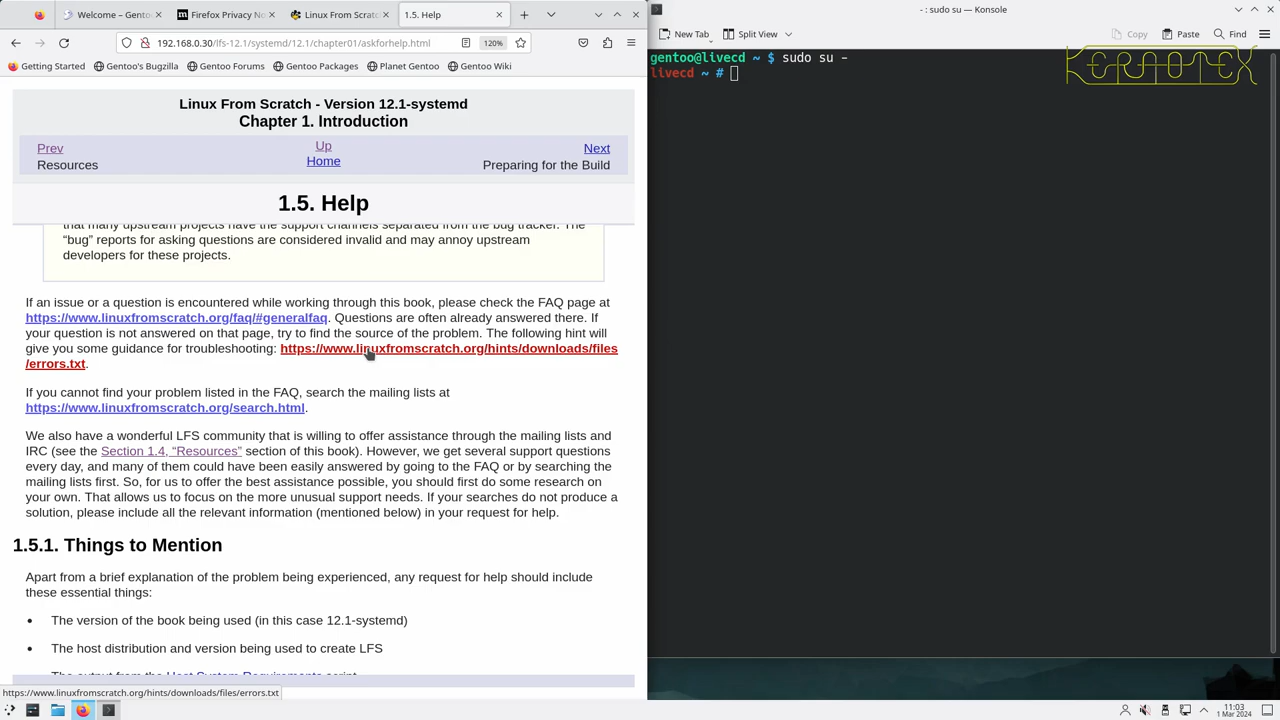 Welcome – Gento
Firefox Privacy No
Linux From Scratc
1.5. Help
- : sudo su — Konsole
192.168.0.30/lfs-12.1/systemd/12.1/chapter01/askforhelp.html
120%
New Tab
Split View
Copy
Paste
Find
Getting Started
Gentoo's Bugzilla
Gentoo Forums
Gentoo Packages
Planet Gentoo
Gentoo Wiki
gentoo@livecd ~ $ sudo su -
livecd ~ #
KERNOTEX
Linux From Scratch - Version 12.1-systemd
Chapter 1. Introduction
Prev
Up
Next
Resources
Home
Preparing for the Build
1.5. Help
that many upstream projects have the support channels separated from the bug tracker. The
“bug” reports for asking questions are considered invalid and may annoy upstream
developers for these projects.
If an issue or a question is encountered while working through this book, please check the FAQ page at
https://www.linuxfromscratch.org/faq/#generalfaq. Questions are often already answered there. If
your question is not answered on that page, try to find the source of the problem. The following hint will
give you some guidance for troubleshooting: https://www.linuxfromscratch.org/hints/downloads/files
/errors.txt.
If you cannot find your problem listed in the FAQ, search the mailing lists at
https://www.linuxfromscratch.org/search.html.
We also have a wonderful LFS community that is willing to offer assistance through the mailing lists and
IRC (see the Section 1.4, “Resources” section of this book). However, we get several support questions
every day, and many of them could have been easily answered by going to the FAQ or by searching the
mailing lists first. So, for us to offer the best assistance possible, you should first do some research on
your own. That allows us to focus on the more unusual support needs. If your searches do not produce a
solution, please include all the relevant information (mentioned below) in your request for help.
1.5.1. Things to Mention
Apart from a brief explanation of the problem being experienced, any request for help should include
these essential things:
• The version of the book being used (in this case 12.1-systemd)
• The host distribution and version being used to create LFS
• The output from the Host System Requirements script
https://www.linuxfromscratch.org/hints/downloads/files/errors.txt
11:03
1 Mar 2024